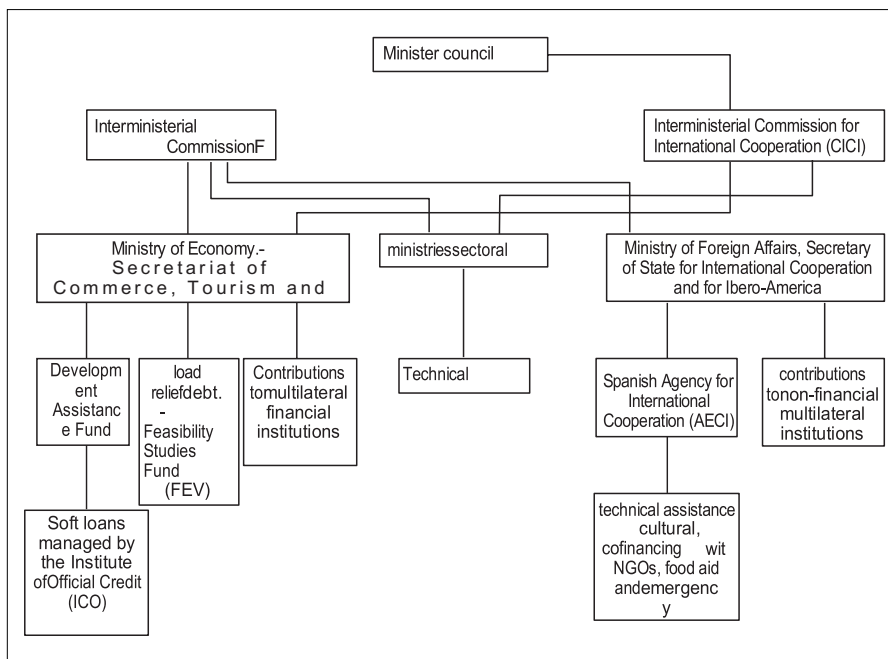 Minister council
Interministerial
CommissionF
Interministerial Commission for
International Cooperation (CICI)
Ministry of Economy.-
Secretariat of
Commerce, Tourism and
ministriessectoral
Ministry of Foreign Affairs, Secretary
of State for International Cooperation
and for Ibero-America
Developm
ent
Assistanc
e Fund
load
reliefdebt.
-
Feasibility
Studies
Fund
(FEV)
Contributions
tomultilateral
financial
institutions
Technical
Spanish Agency for
International
Cooperation (AECI)
contributions
tonon-financial
multilateral
institutions
Soft loans
managed by
the Institute
ofOfficial Credit
(ICO)
technical assistance
cultural,
cofinancing wit
NGOs, food aid
andemergenc
y